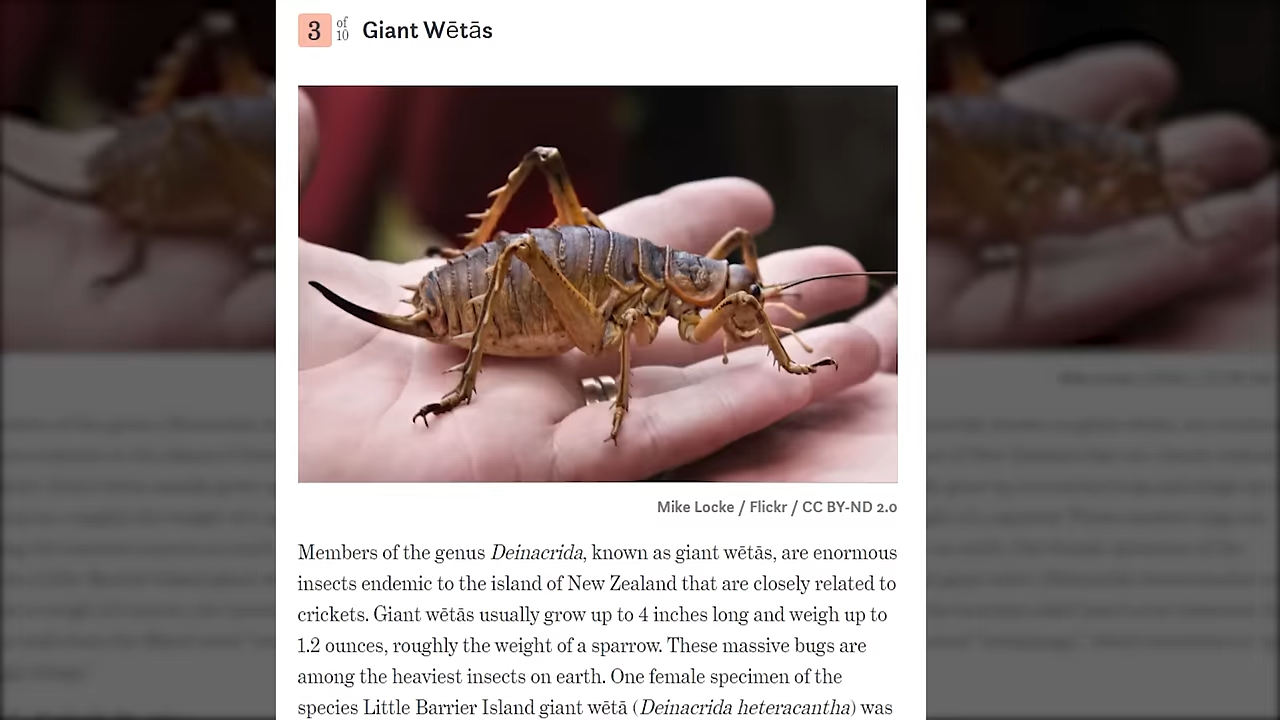 3 of 10 Giant Wētās
Mike Locke / Flickr / CC BY-ND 2.0
Members of the genus Deinacrida, known as giant wētās, are enormous
insects endemic to the island of New Zealand that are closely related to
crickets. Giant wētās usually grow up to 4 inches long and weigh up to
1.2 ounces, roughly the weight of a sparrow. These massive bugs are
among the heaviest insects on earth. One female specimen of the
species Little Barrier Island giant wētā (Deinacrida heteracantha) was